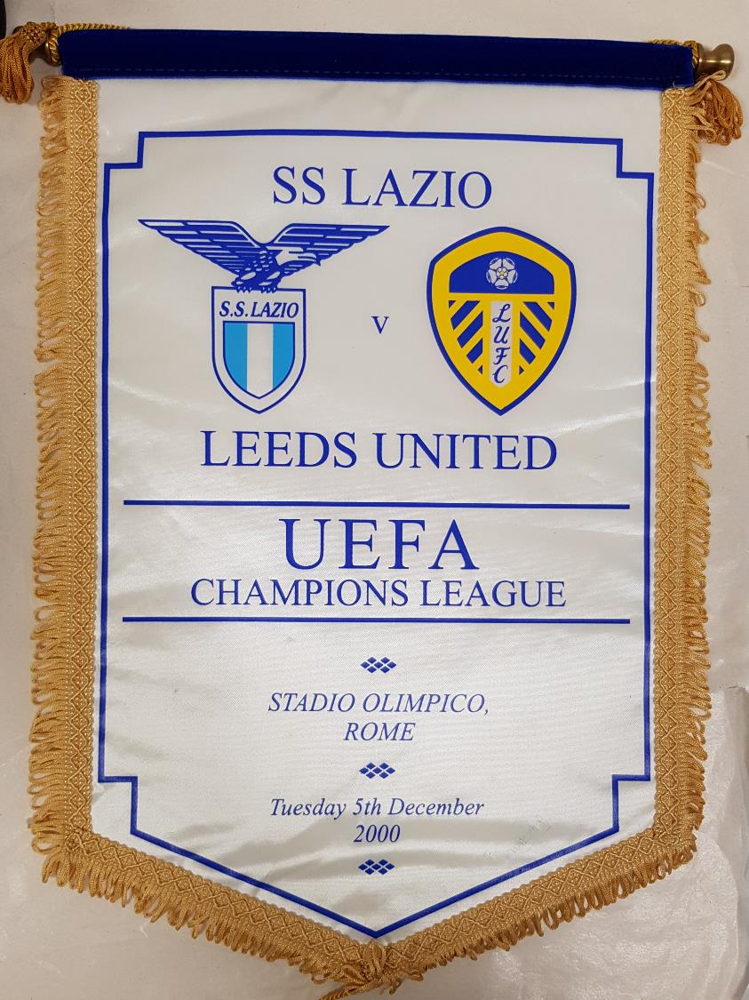 SS LAZIO
S.S. LAZIO
v
LUFC
LEEDS UNITED
UEFA
CHAMPIONS LEAGUE
STADIO OLIMPICO,
ROME
Tuesday 5th December
2000